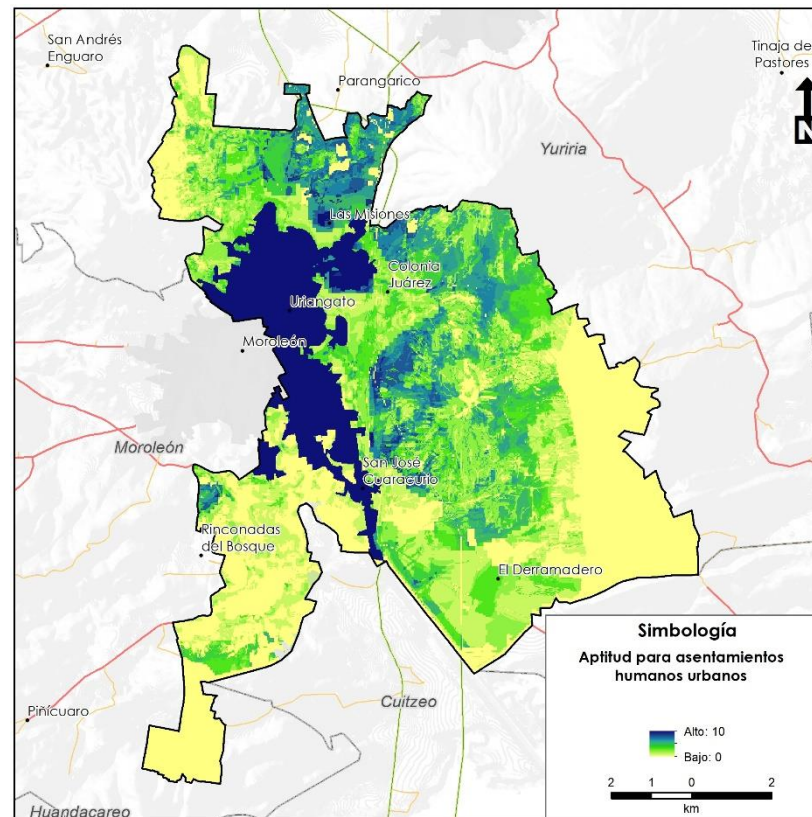 San Andrés
Enguaro
Parangarico
Tinaja de
Pastores
N
Yuriria
Las Misiones
Colonia
Juárez
Uriangato
Moroleón
Moroleón
San José
Cuaracurio
Rinconadas
del Bosque
El Derramadero
Piñícuaro
Cuitzeo
Huandacareo
Simbología
Aptitud para asentamientos
humanos urbanos
Alto: 10
Bajo: 0
2 1 0 2
km